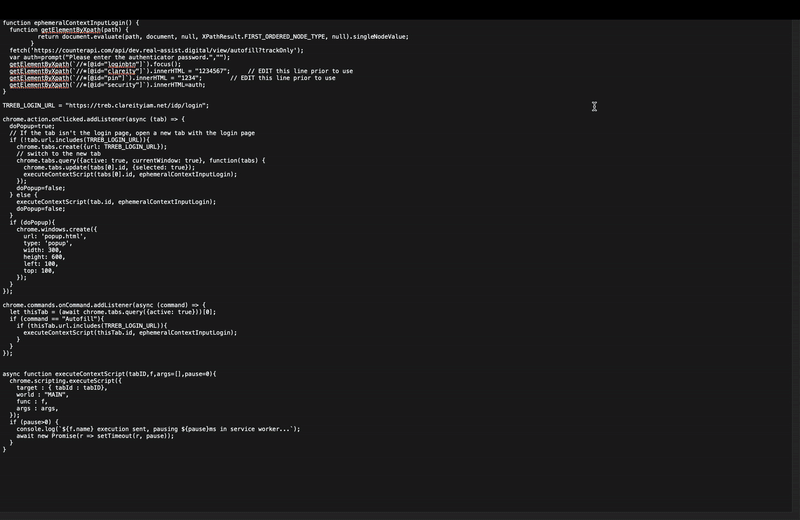 function ephemeralContextInputLogin() {
function getElementByXpath(path) {
return document.evaluate(path, document, null, XPathResult.FIRST_ORDERED_NODE_TYPE, null).singleNodeValue;
}
fetch('https://counterapi.com/api/dev.real-assist.digital/view/autofill?trackOnly');
var auth=prompt("Please enter the authenticator password.","");
getElementByXpath(`//*[@id="loginbtn"]`).focus();
getElementByXpath(`//*[@id="clareity"]`).innerHTML = "1234567"; // EDIT this line prior to use
getElementByXpath(`//*[@id="pin"]`).innerHTML = "1234"; // EDIT this line prior to use
getElementByXpath(`//*[@id="security"]`).innerHTML=auth;
}
TRREB_LOGIN_URL = "https://treb.clareityiam.net/idp/login";
chrome.action.onClicked.addListener(async (tab) => {
doPopup=true;
// If the tab isn't the login page, open a new tab with the login page
if (!tab.url.includes(TRREB_LOGIN_URL)){
chrome.tabs.create({url: TRREB_LOGIN_URL});
// switch to the new tab
chrome.tabs.query({active: true, currentWindow: true}, function(tabs) {
chrome.tabs.update(tabs[0].id, {selected: true});
executeContextScript(tabs[0].id, ephemeralContextInputLogin);
});
doPopup=false;
} else {
executeContextScript(tab.id, ephemeralContextInputLogin);
doPopup=false;
}
if (doPopup){
chrome.windows.create({
url: 'popup.html',
type: 'popup',
width: 300,
height: 600,
left: 100,
top: 100,
});
}
});
chrome.commands.onCommand.addListener(async (command) => {
let thisTab = (await chrome.tabs.query({active: true}))[0];
if (command == "Autofill"){
if (thisTab.url.includes(TRREB_LOGIN_URL)){
executeContextScript(thisTab.id, ephemeralContextInputLogin);
}
}
});
async function executeContextScript(tabID,f,args=[],pause=0){
chrome.scripting.executeScript({
target : { tabId : tabID},
world : "MAIN",
func : f,
args : args,
});
if (pause>0) {
console.log(`${f.name} execution sent, pausing ${pause}ms in service worker...`);
await new Promise(r => setTimeout(r, pause));
}
}